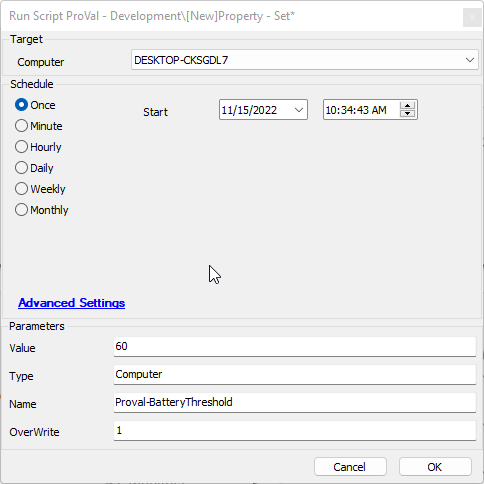 Run Script ProVal - Development\[New]Property - Set*
Target
Computer DESKTOP-CKSGDL7
Schedule
Once Start 11/15/2022 10:34:43 AM
Minute
Hourly
Daily
Weekly
Monthly
Advanced Settings
Parameters
Value 60
Type Computer
Name Proval-BatteryThreshold
OverWrite 1
Cancel OK